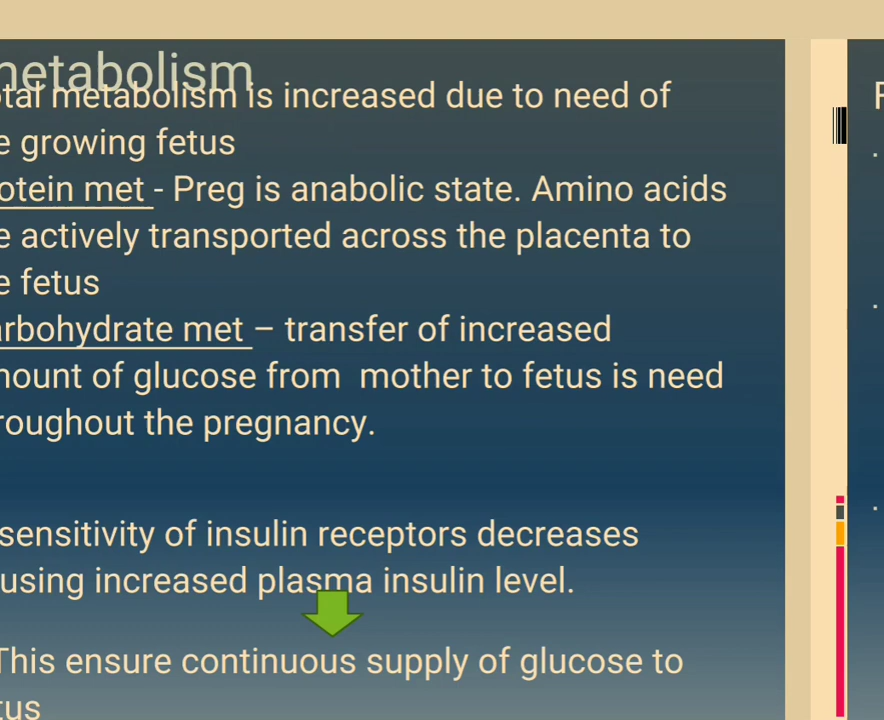 metabolism
otal metabolism is increased due to need of
e growing fetus
otein met - Preg is anabolic state. Amino acids
e actively transported across the placenta to
e fetus
arbohydrate met – transfer of increased
nount of glucose from mother to fetus is need
roughout the pregnancy.
sensitivity of insulin receptors decreases
using increased plasma insulin level.
This ensure continuous supply of glucose to
tus